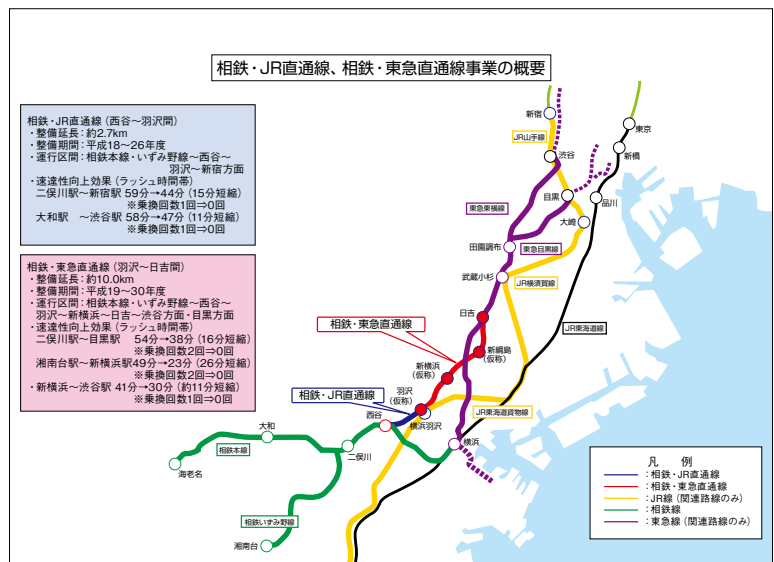 相鉄・JR直通線、相鉄・東急直通線事業の概要
相鉄・JR直通線（西谷～羽沢間）
・整備延長：約2.7km
・整備期間：平成18～26年度
・運行区間：相鉄本線・いずみ野線～西谷～
羽沢～新宿方面
・速達性向上効果（ラッシュ時間帯）
二俣川駅～新宿駅 59分→44分（15分短縮）
※乗換回数1回⇒0回
大和駅　～渋谷駅 58分→47分（11分短縮）
※乗換回数1回⇒0回
相鉄・東急直通線（羽沢～日吉間）
・整備延長：約10.0km
・整備期間：平成19～30年度
・運行区間：相鉄本線・いずみ野線～西谷～
羽沢～新横浜～日吉～渋谷方面・目黒方面
・速達性向上効果（ラッシュ時間帯）
二俣川駅～目黒駅　54分→38分（16分短縮）
※乗換回数2回⇒0回
湘南台駅～新横浜駅49分→23分（26分短縮）
※乗換回数2回⇒0回
・新横浜～渋谷駅 41分→30分（約11分短縮）
※乗換回数1回⇒0回
新宿
東京
JR山手線
新橋
渋谷
目黒
品川
東急東横線
大崎
田園調布
東急目黒線
武蔵小杉
JR横須賀線
日吉
相鉄・東急直通線
JR東海道線
新綱島
（仮称）
新横浜
（仮称）
相鉄・JR直通線
羽沢
（仮称）
JR東海道貨物線
西谷
横浜羽沢
大和
二俣川
横浜
相鉄本線
海老名
相鉄いずみ野線
湘南台
凡　例
：相鉄・JR直通線
：相鉄・東急直通線
：JR線（関連路線のみ）
：相鉄線
：東急線（関連路線のみ）